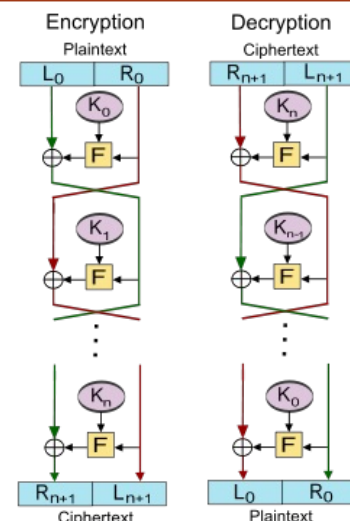 Encryption Decryption
Plaintext Ciphertext
L₀ R₀ Rₙ₊₁ Lₙ₊₁
K₀ Kₙ
F F
K₁ Kₙ₋₁
F F
Kₙ K₀
F F
Rₙ₊₁ Lₙ₊₁ L₀ R₀
Ciphertext Plaintext